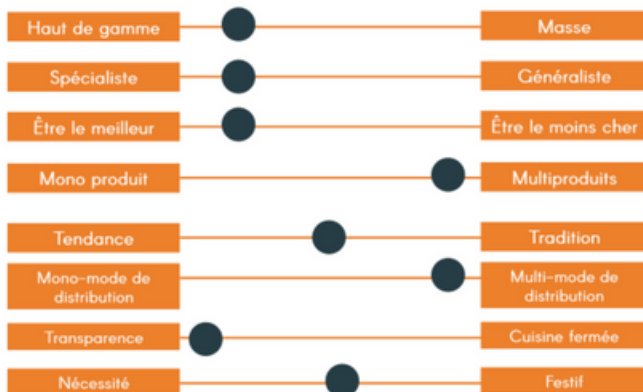 Haut de gamme
Masse
Spécialiste
Généraliste
Être le meilleur
Être le moins cher
Mono produit
Multiproduits
Tendance
Tradition
Mono-mode de
distribution
Multi-mode de
distribution
Transparence
Cuisine fermée
Nécessité
Festif